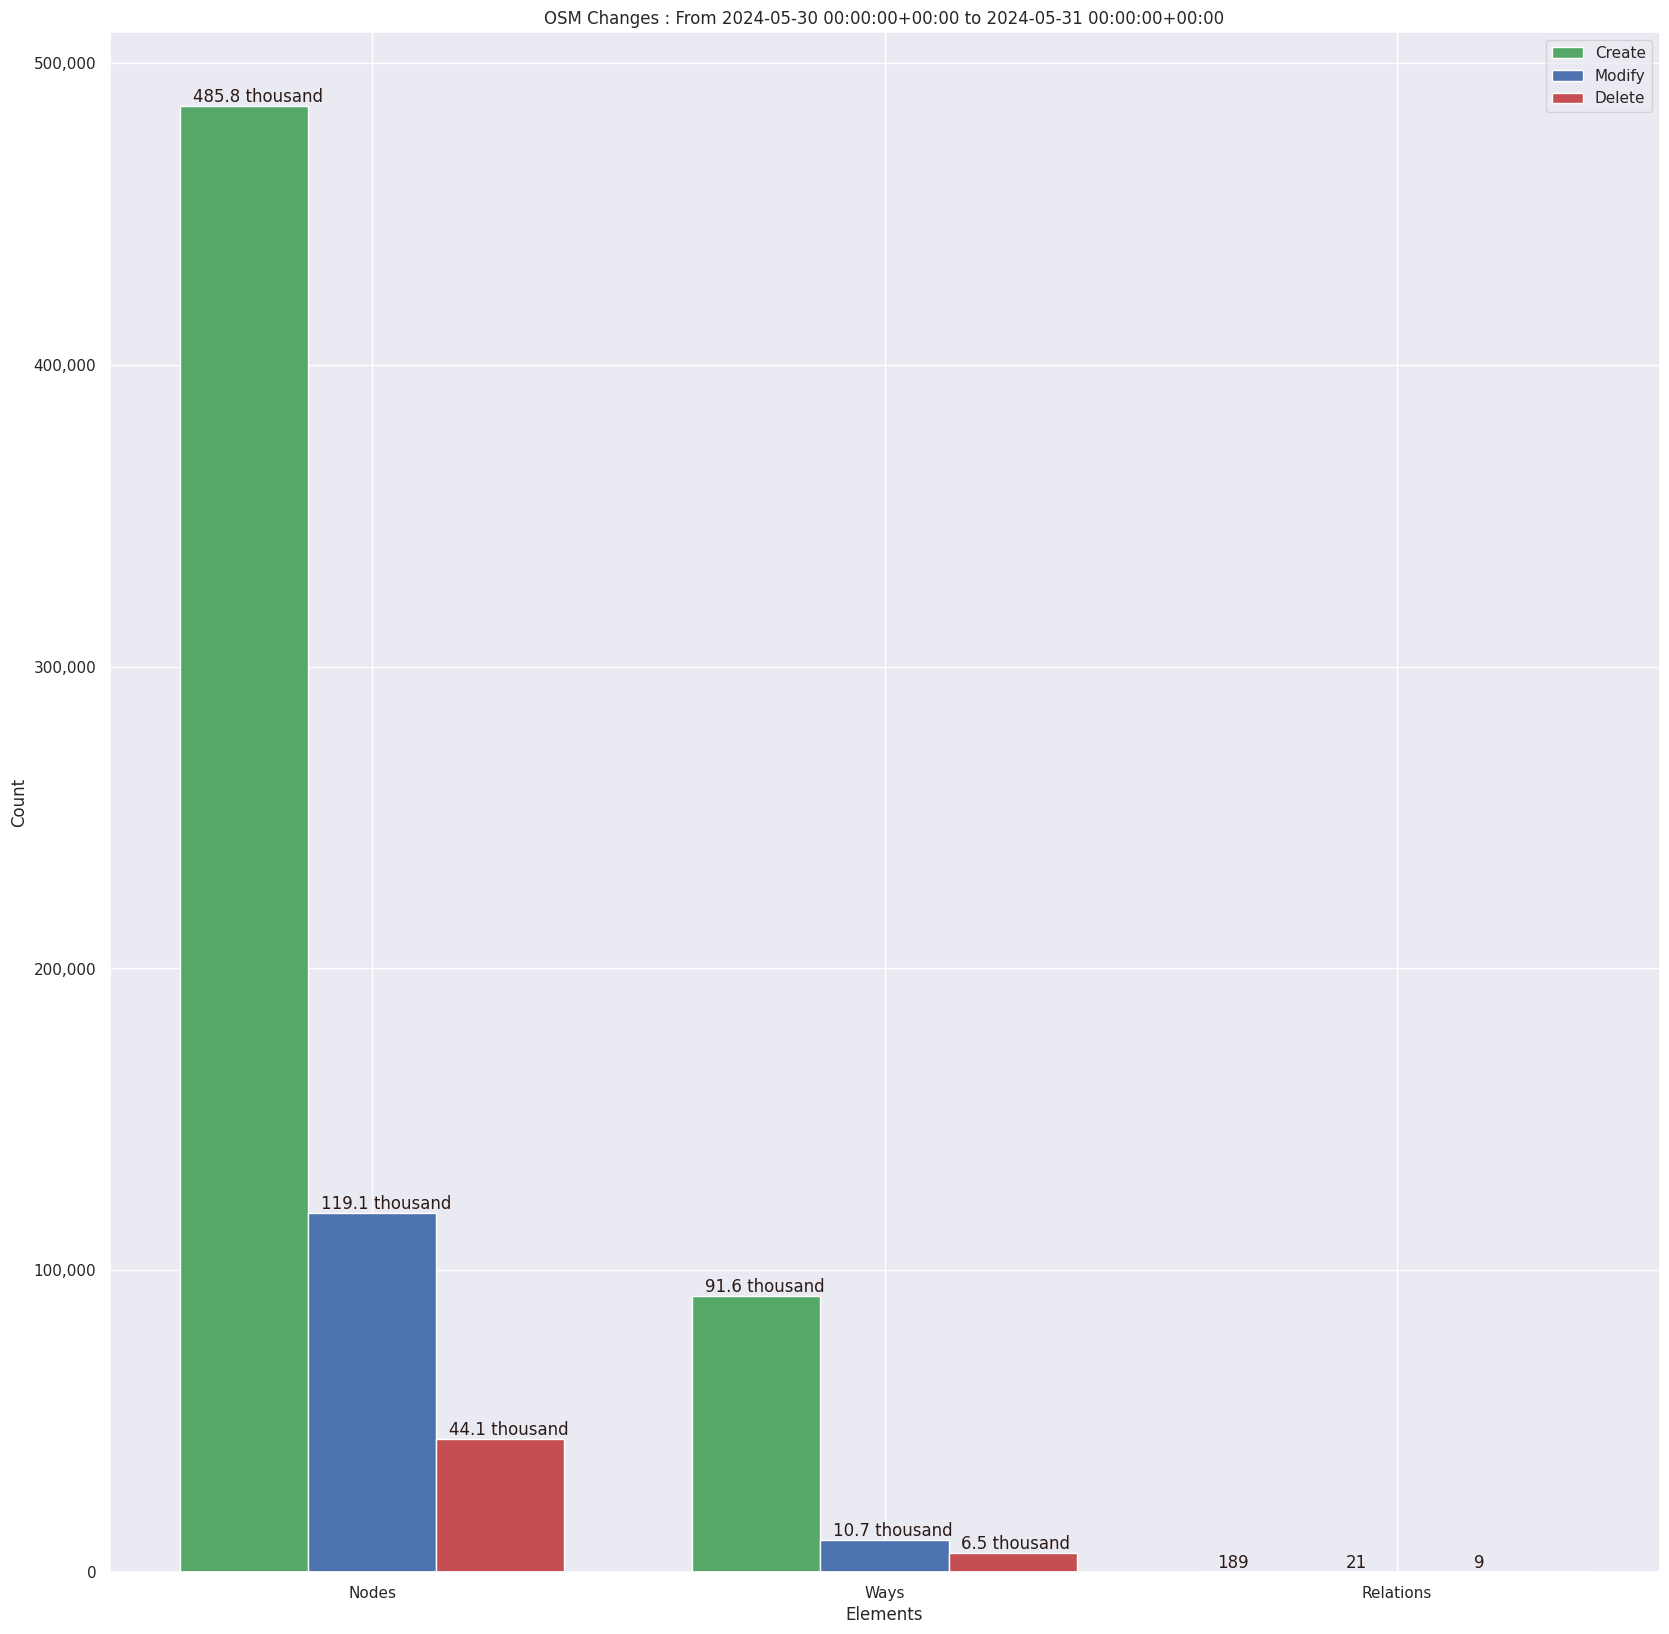 OSM Changes : From 2024-05-30 00:00:00+00:00 to 2024-05-31 00:00:00+00:00
Create
Modify
Delete
500,000
400,000
300,000
200,000
100,000
0
Count
485.8 thousand
119.1 thousand
44.1 thousand
91.6 thousand
10.7 thousand
6.5 thousand
189
21
9
Nodes
Ways
Relations
Elements